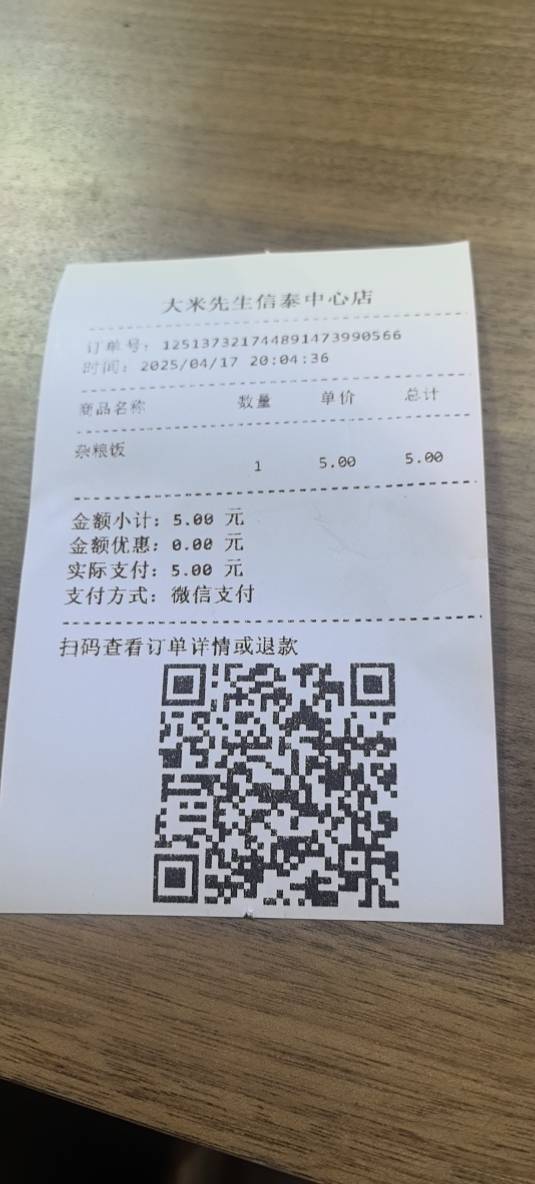 大米先生信泰中心店
订单号：1251373217448914739905​66
时间：2025/04/17 20:04:36
商品名称 数量 单价 总计
杂粮饭
1 5.00 5.00
金额小计：5.00 元
金额优惠：0.00 元
实际支付：5.00 元
支付方式：微信支付
扫码查看订单详情或退款